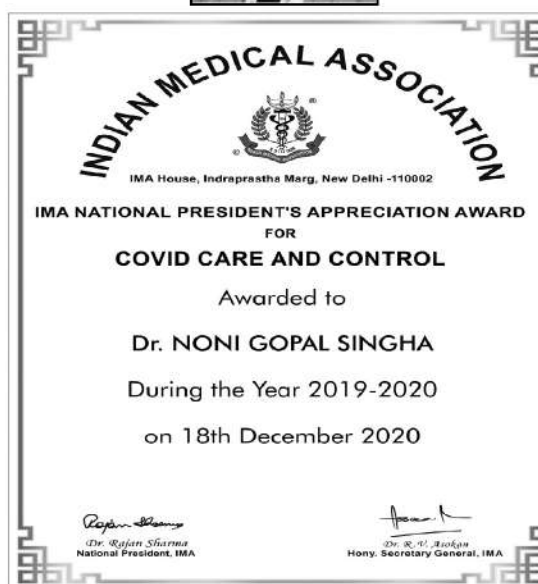 INDIAN MEDICAL ASSOCIATION
IMA House, Indraprastha Marg, New Delhi -110002
IMA NATIONAL PRESIDENT'S APPRECIATION AWARD
FOR
COVID CARE AND CONTROL
Awarded to
Dr. NONI GOPAL SINGHA
During the Year 2019-2020
on 18th December 2020
Rajan Sharma
Dr. Rajan Sharma
National President, IMA
Dr. R.V. Asokan
Hony. Secretary General, IMA